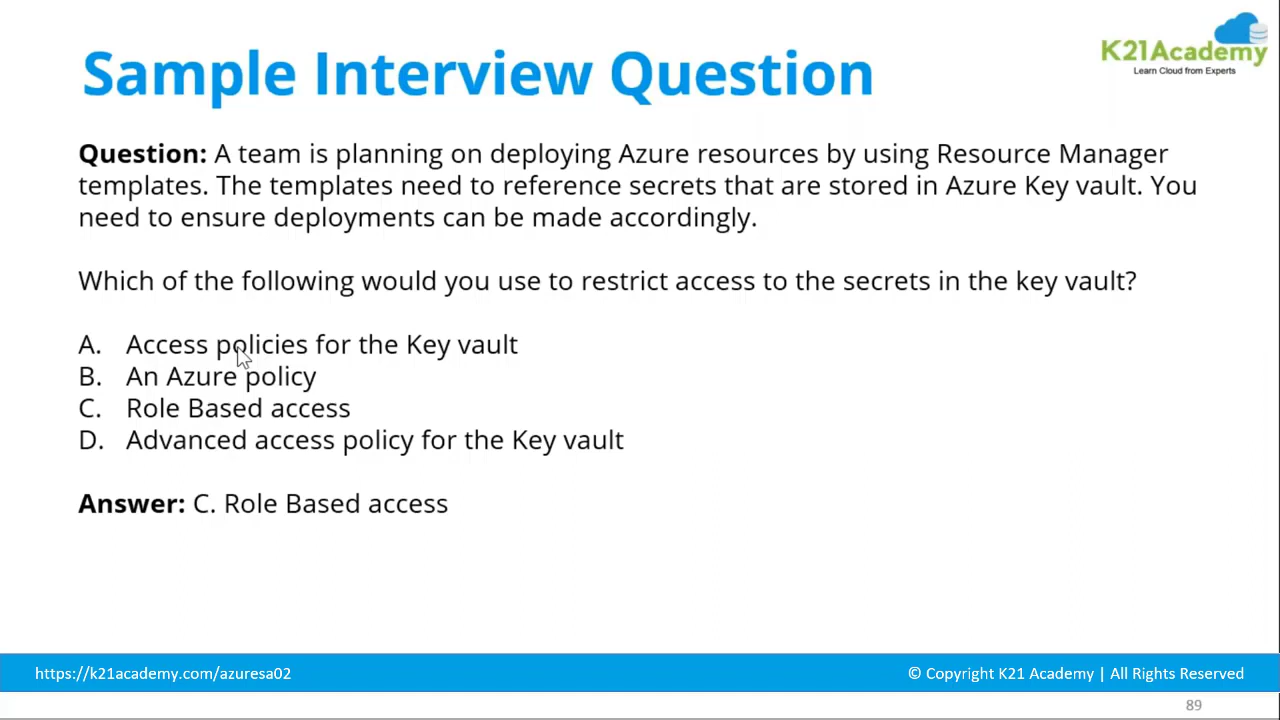 K21Academy
Learn Cloud from Experts
Sample Interview Question
Question: A team is planning on deploying Azure resources by using Resource Manager
templates. The templates need to reference secrets that are stored in Azure Key vault. You
need to ensure deployments can be made accordingly.
Which of the following would you use to restrict access to the secrets in the key vault?
A. Access policies for the Key vault
B. An Azure policy
C. Role Based access
D. Advanced access policy for the Key vault
Answer: C. Role Based access
https://k21academy.com/azuresa02
© Copyright K21 Academy | All Rights Reserved
89